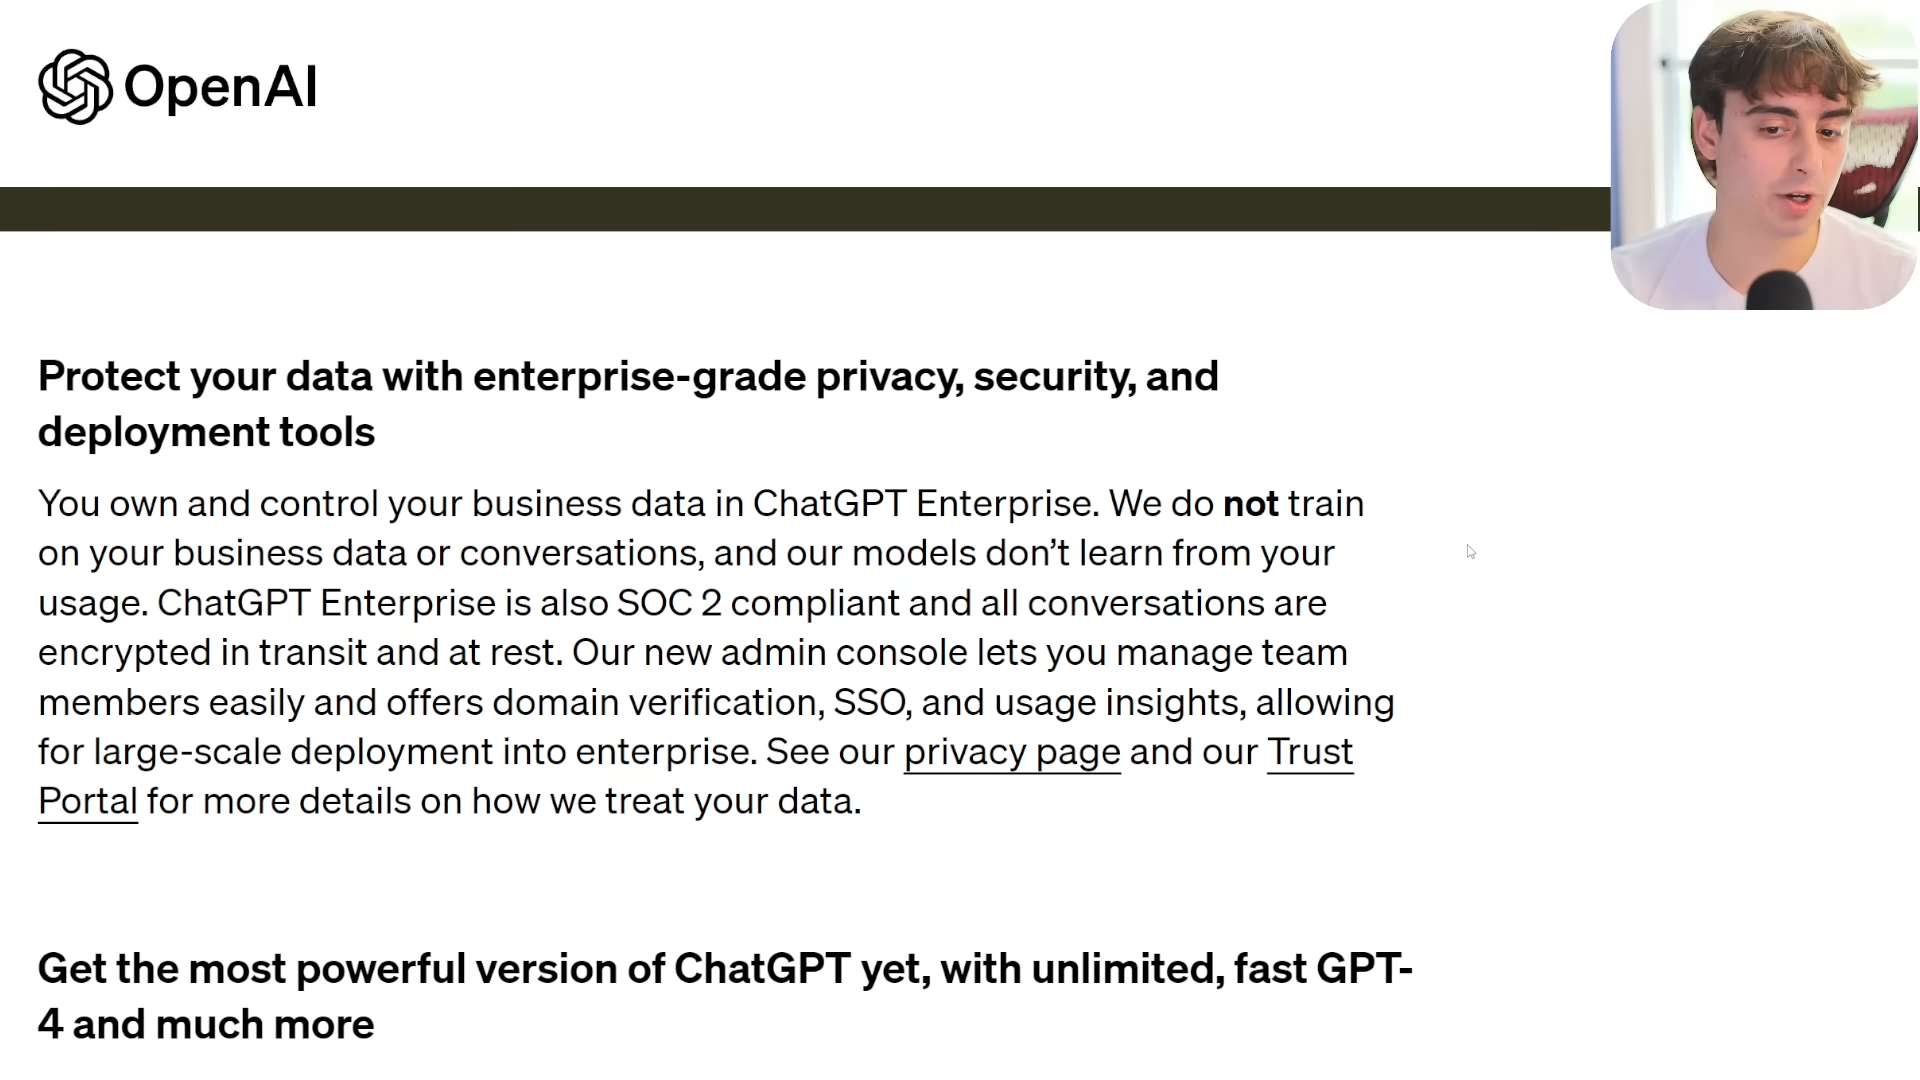 OpenAI
Protect your data with enterprise-grade privacy, security, and
deployment tools
You own and control your business data in ChatGPT Enterprise. We do not train
on your business data or conversations, and our models don’t learn from your
usage. ChatGPT Enterprise is also SOC 2 compliant and all conversations are
encrypted in transit and at rest. Our new admin console lets you manage team
members easily and offers domain verification, SSO, and usage insights, allowing
for large-scale deployment into enterprise. See our privacy page and our Trust
Portal for more details on how we treat your data.
Get the most powerful version of ChatGPT yet, with unlimited, fast GPT-
4 and much more